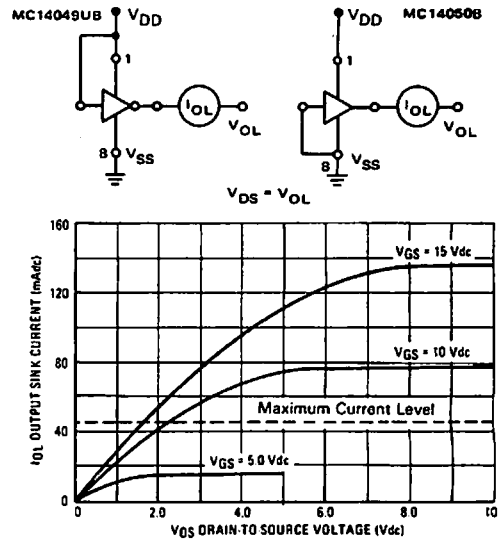 MC14049UB
VDD
1
IOL
VOL
8
VSS
MC14050B
VDD
1
IOL
VOL
8
VSS
VDS = VOL
IOL OUTPUT SINK CURRENT (mAdc)
160
120
80
40
0
VGS = 15 Vdc
VGS = 10 Vdc
Maximum Current Level
VGS = 5.0 Vdc
0
2.0
4.0
6.0
8.0
10
VDS DRAIN-TO SOURCE VOLTAGE (Vdc)